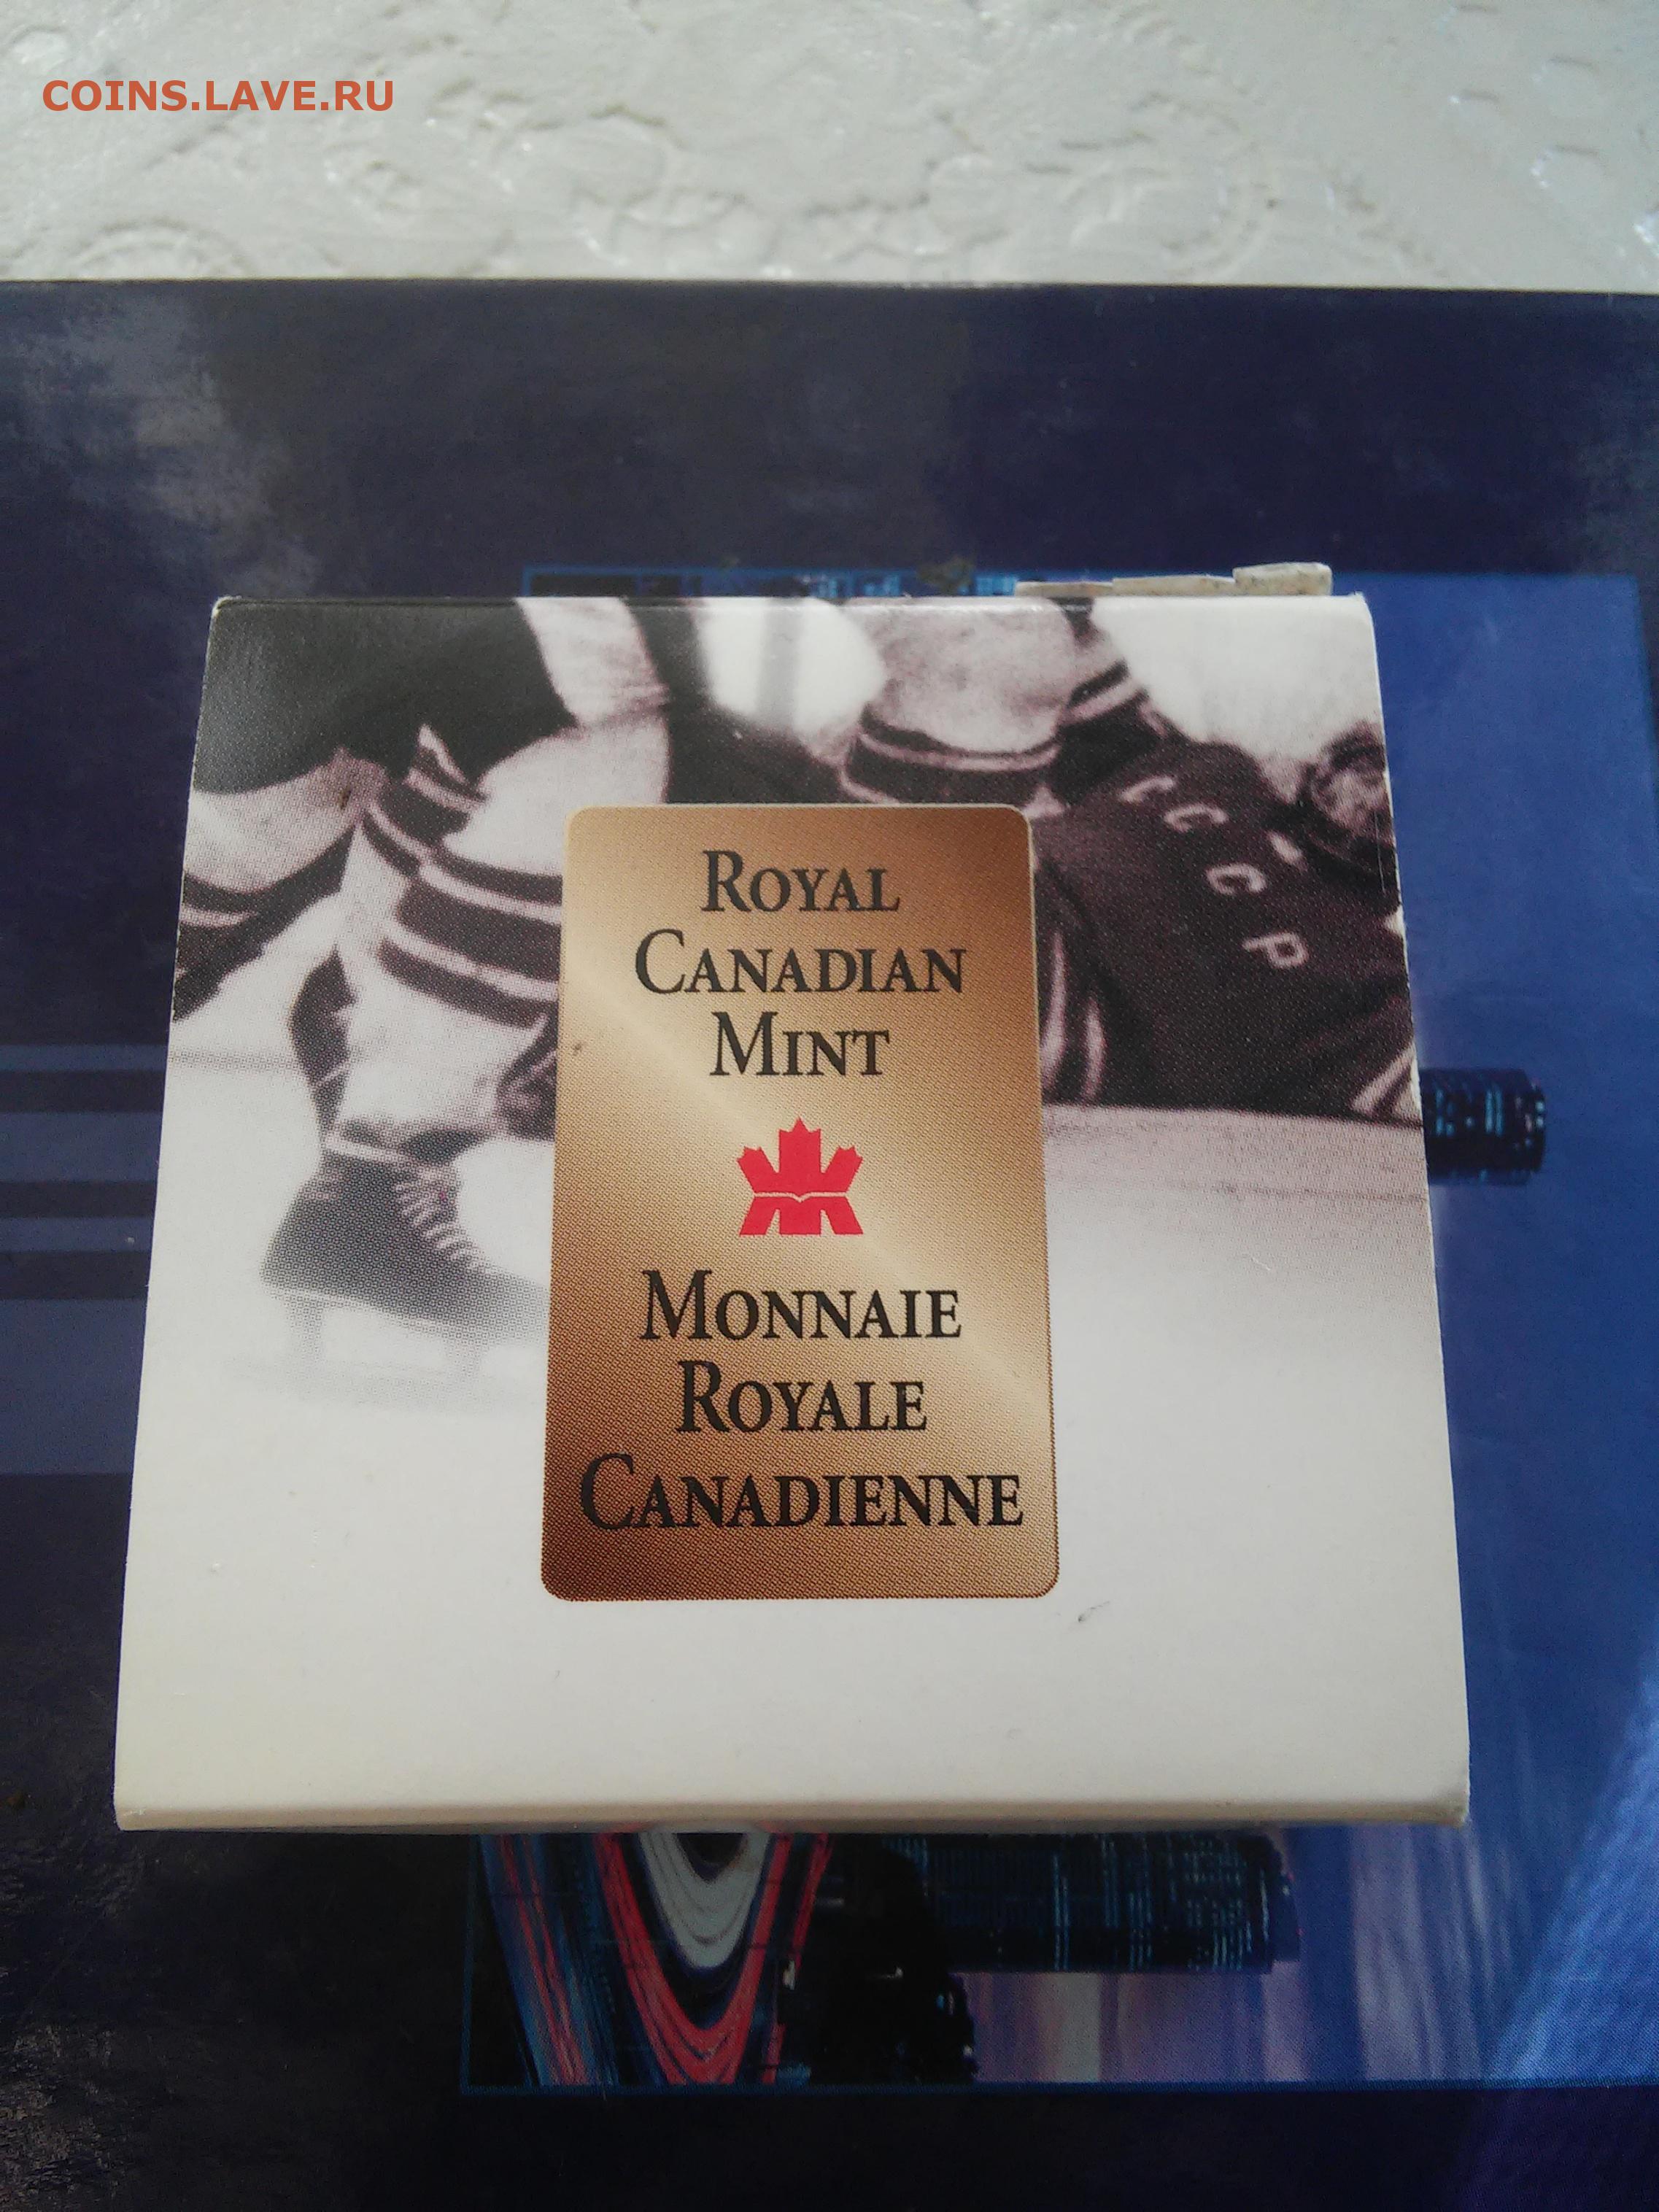 COINS.LAVE.RU
CCCP
ROYAL
CANADIAN
MINT
MONNAIE
ROYALE
CANADIENNE